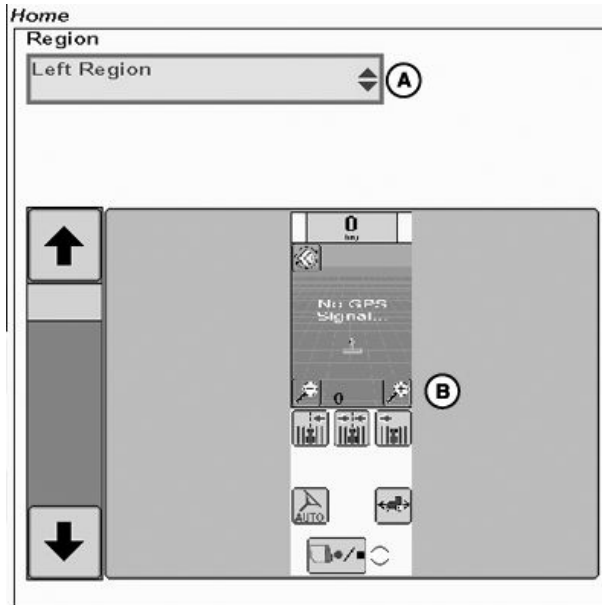 Home
Region
Left Region
A
0
No GPS
Signal...
0
B
AUTO